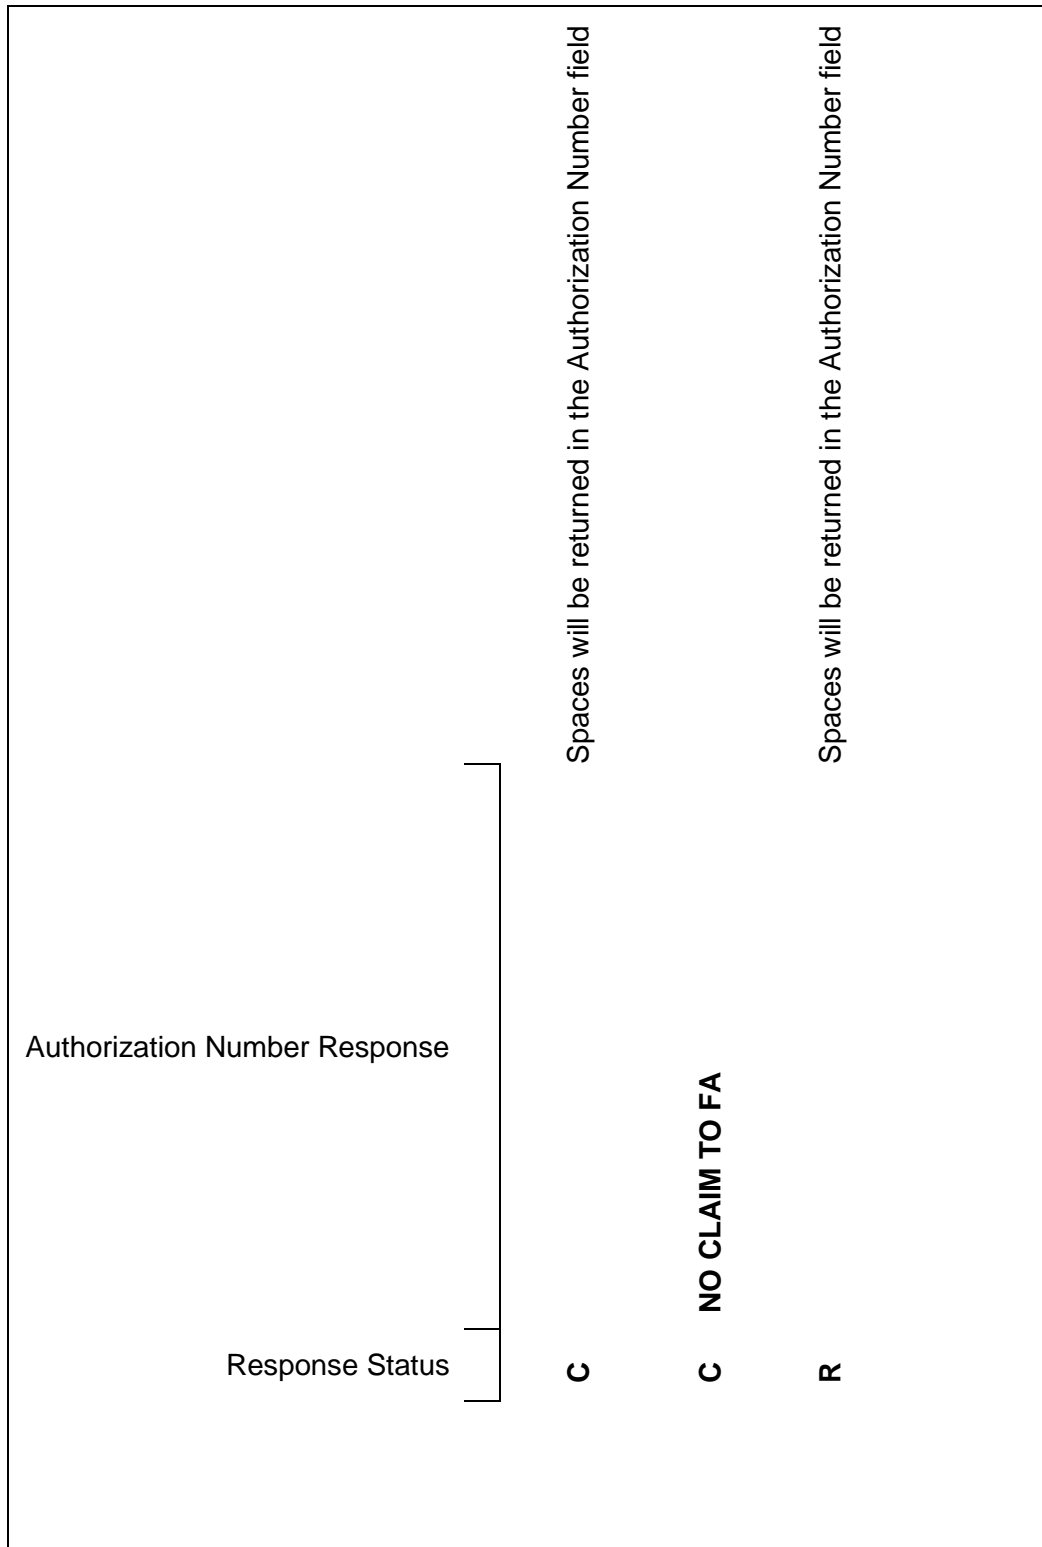 Authorization Number Response
Response Status
C Spaces will be returned in the Authorization Number field
C NO CLAIM TO FA
R Spaces will be returned in the Authorization Number field